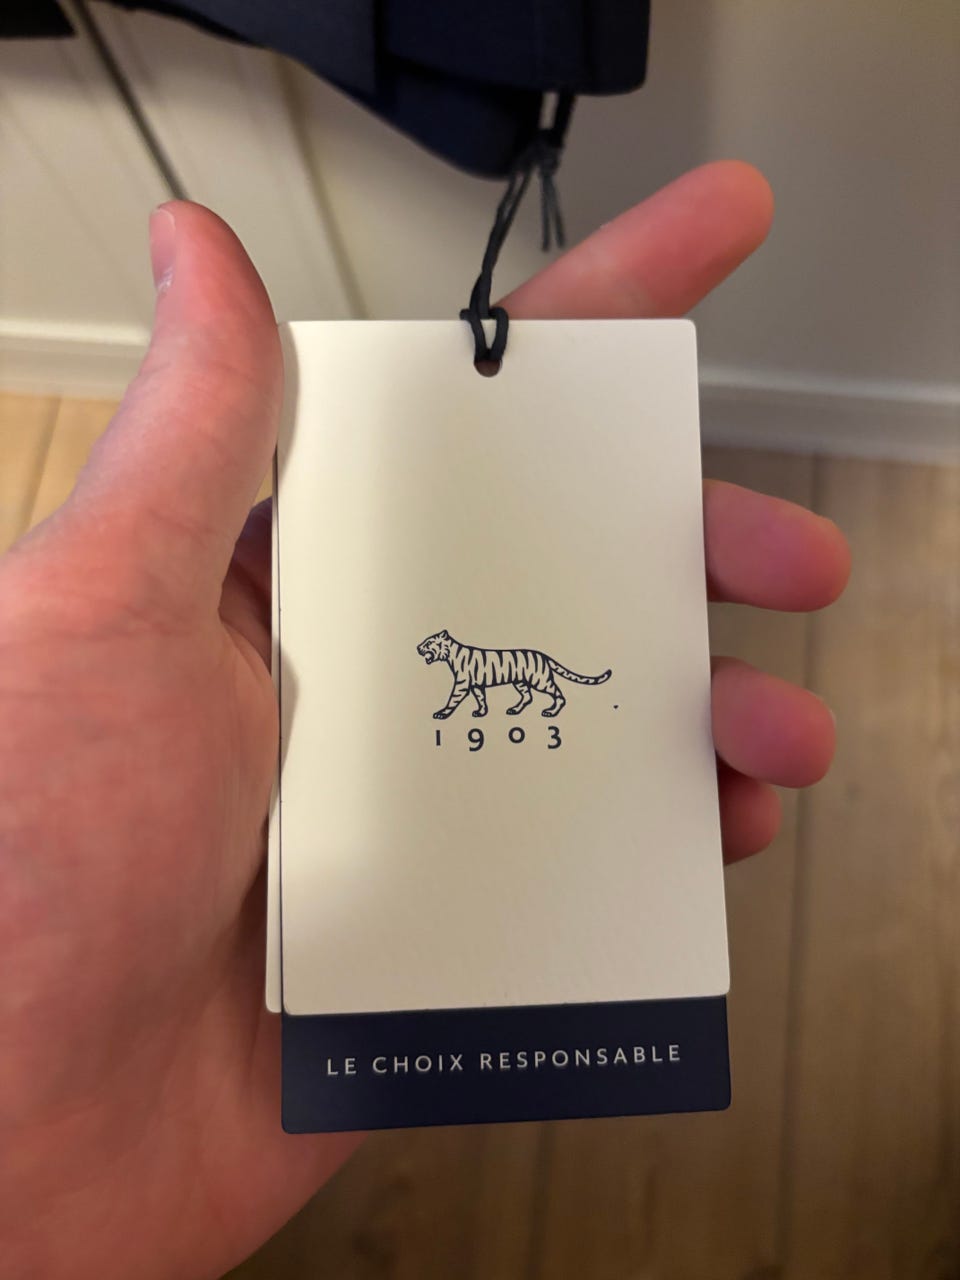 1903
LE CHOIX RESPONSABLE